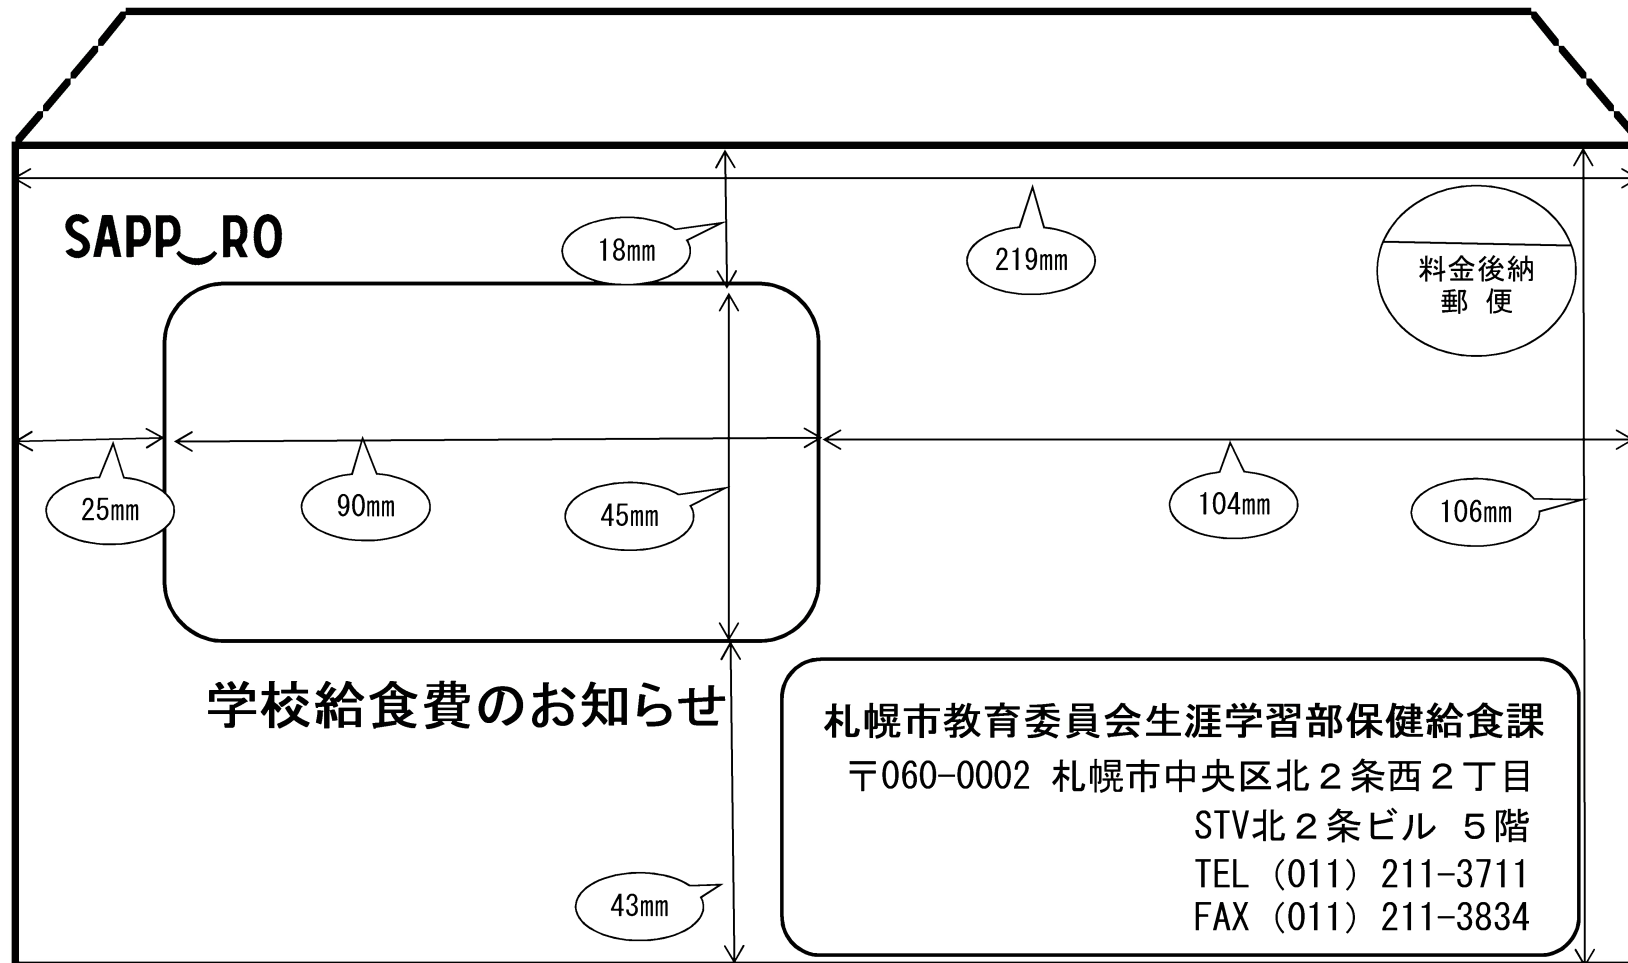 SAPP‿RO
18mm
219mm
料金後納
郵 便
25mm
90mm
45mm
104mm
106mm
学校給食費のお知らせ
札幌市教育委員会生涯学習部保健給食課
〒060-0002 札幌市中央区北２条西２丁目
STV北２条ビル ５階
TEL (011) 211-3711
FAX (011) 211-3834
43mm